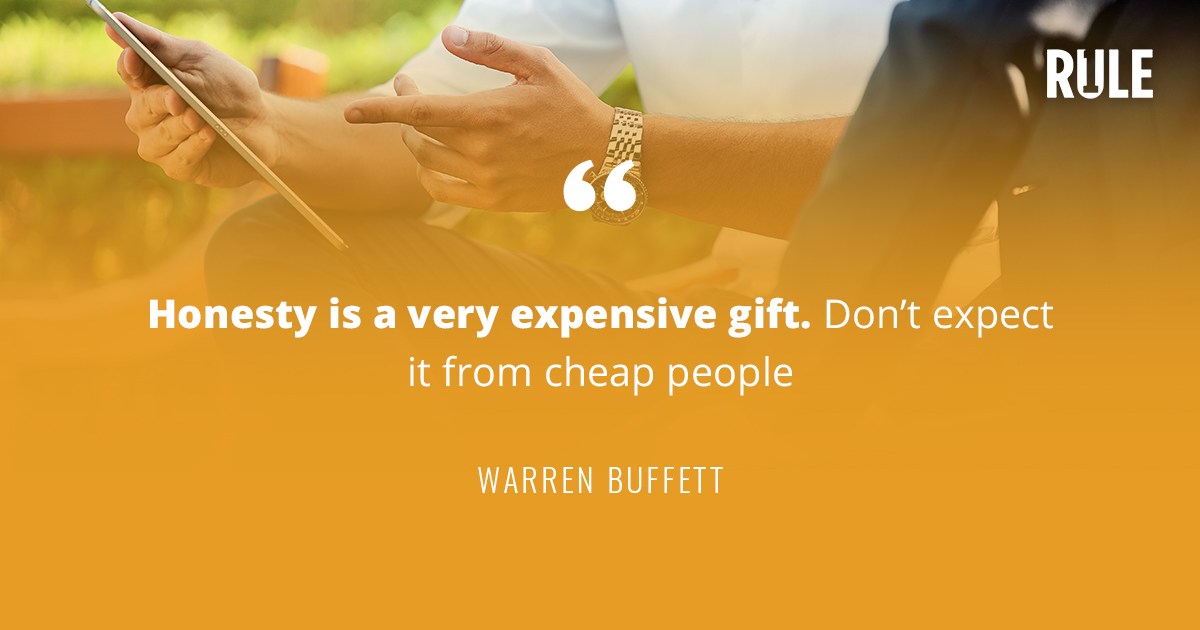 RULE
“
Honesty is a very expensive gift. Don’t expect
it from cheap people
WARREN BUFFETT